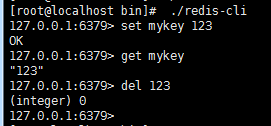 [root@localhost bin]# ./redis-cli
127.0.0.1:6379> set mykey 123
OK
127.0.0.1:6379> get mykey
"123"
127.0.0.1:6379> del 123
(integer) 0
127.0.0.1:6379>